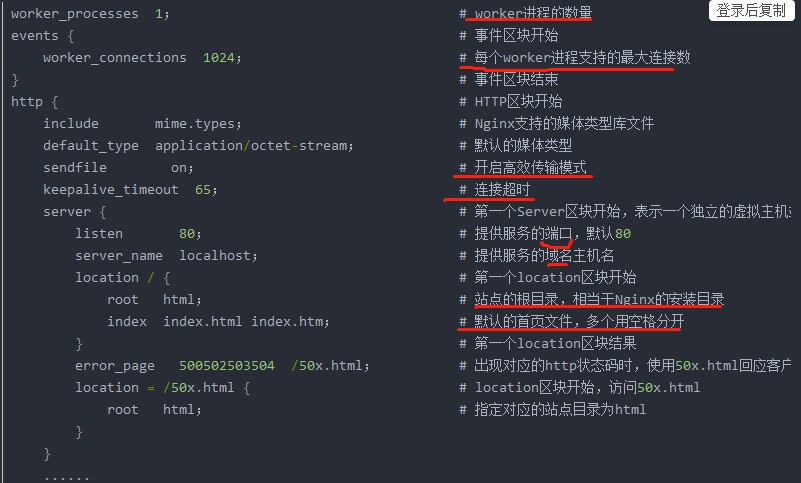 登录后复制
worker_processes  1;  # worker进程的数量
events {  # 事件区块开始
worker_connections  1024;  # 每个worker进程支持的最大连接数
}  # 事件区块结束
http {  # HTTP区块开始
include       mime.types;  # Nginx支持的媒体类型库文件
default_type  application/octet-stream;  # 默认的媒体类型
sendfile        on;  # 开启高效传输模式
keepalive_timeout  65;  # 连接超时
server {  # 第一个Server区块开始，表示一个独立的虚拟主机
listen       80;  # 提供服务的端口，默认80
server_name  localhost;  # 提供服务的域名主机名
location / {  # 第一个location区块开始
root   html;  # 站点的根目录，相当于Nginx的安装目录
index  index.html index.htm;  # 默认的首页文件，多个用空格分开
}  # 第一个location区块结果
error_page   500502503504  /50x.html;  # 出现对应的http状态码时，使用50x.html回应客户
location = /50x.html {  # location区块开始，访问50x.html
root   html;  # 指定对应的站点目录为html
}
}
......